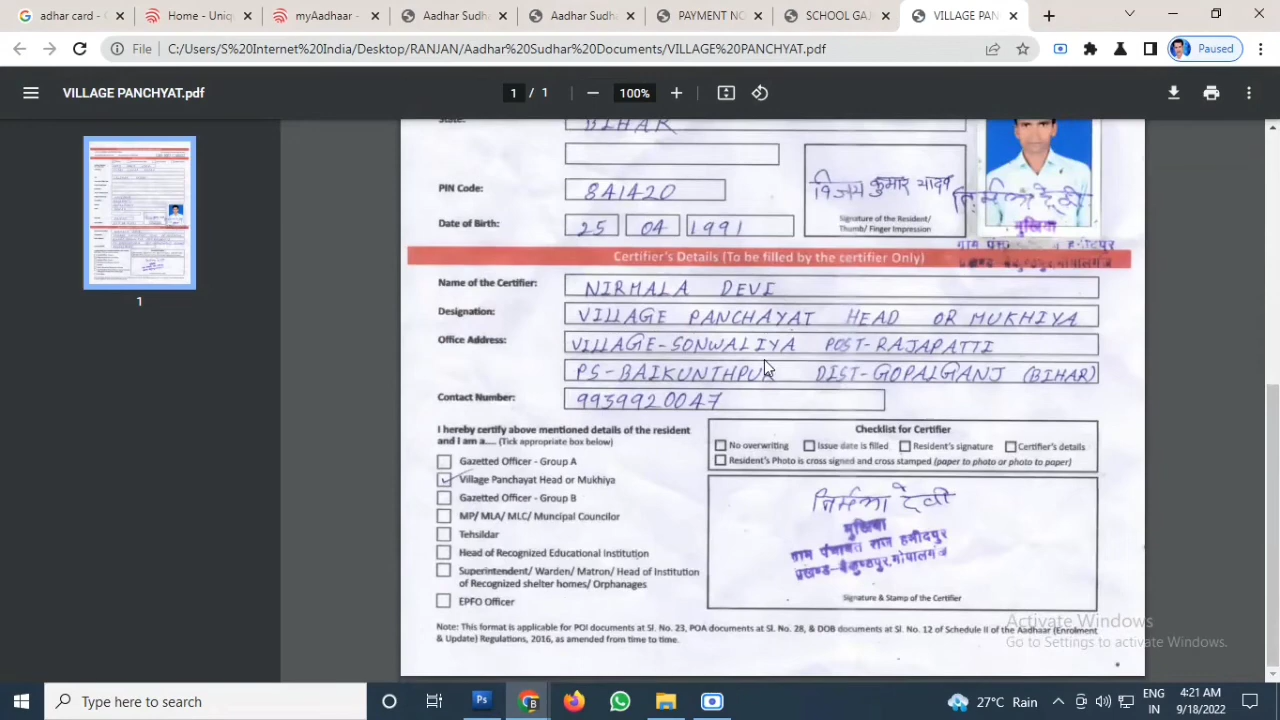 adhar card -
Home - Uniq
myAadhaar -
Aadhar Sudh
Aadhar Sudh
PAYMENT NO
SCHOOL GAJ
VILLAGE PAN
File C:/Users/S%20Internet%20India/Desktop/RANJAN/Aadhar%20Sudhar%20Documents/VILLAGE%20PANCHYAT.pdf
Paused
VILLAGE PANCHYAT.pdf
1 / 1
100%
1
State:
BIHAR
PIN Code:
841420
विजय कुमार यादव
निर्मला देवी
मुखिया
Signature of the Resident/
Thumb/ Finger Impression
Date of Birth:
25 04 1991
Certifier's Details (To be filled by the certifier Only)
Name of the Certifier: NIRMALA DEVI
Designation: VILLAGE PANCHAYAT HEAD OR MUKHIYA
Office Address: VILLAGE-SONWALIYA POST-RAJAPATTI
PS-BAIKUNTHPUR DIST-GOPALGANJ (BIHAR)
Contact Number: 9939920047
I hereby certify above mentioned details of the resident
and I am a.... (Tick appropriate box below)
Gazetted Officer - Group A
Village Panchayat Head or Mukhiya
Gazetted Officer - Group B
MP/ MLA/ MLC/ Muncipal Councilor
Tehsildar
Head of Recognized Educational Institution
Superintendent/ Warden/ Matron/ Head of Institution
of Recognized shelter homes/ Orphanages
EPFO Officer
Checklist for Certifier
No overwriting Issue date is filled Resident's signature Certifier's details
Resident's Photo is cross signed and cross stamped (paper to photo or photo to paper)
निर्मला देवी
मुखिया
ग्राम पंचायत राज हमीदपुर
प्रखण्ड-बैकुण्ठपुर,गोपालगंज
Signature & Stamp of the Certifier
Note: This format is applicable for POI documents at Sl. No. 23, POA documents at Sl. No. 28, & DOB documents at Sl. No. 12 of Schedule II of the Aadhaar (Enrolment
& Update) Regulations, 2016, as amended from time to time.
Activate Windows
Go to Settings to activate Windows.
Type here to search
Ps
27°C Rain
ENG
IN
4:21 AM
9/18/2022